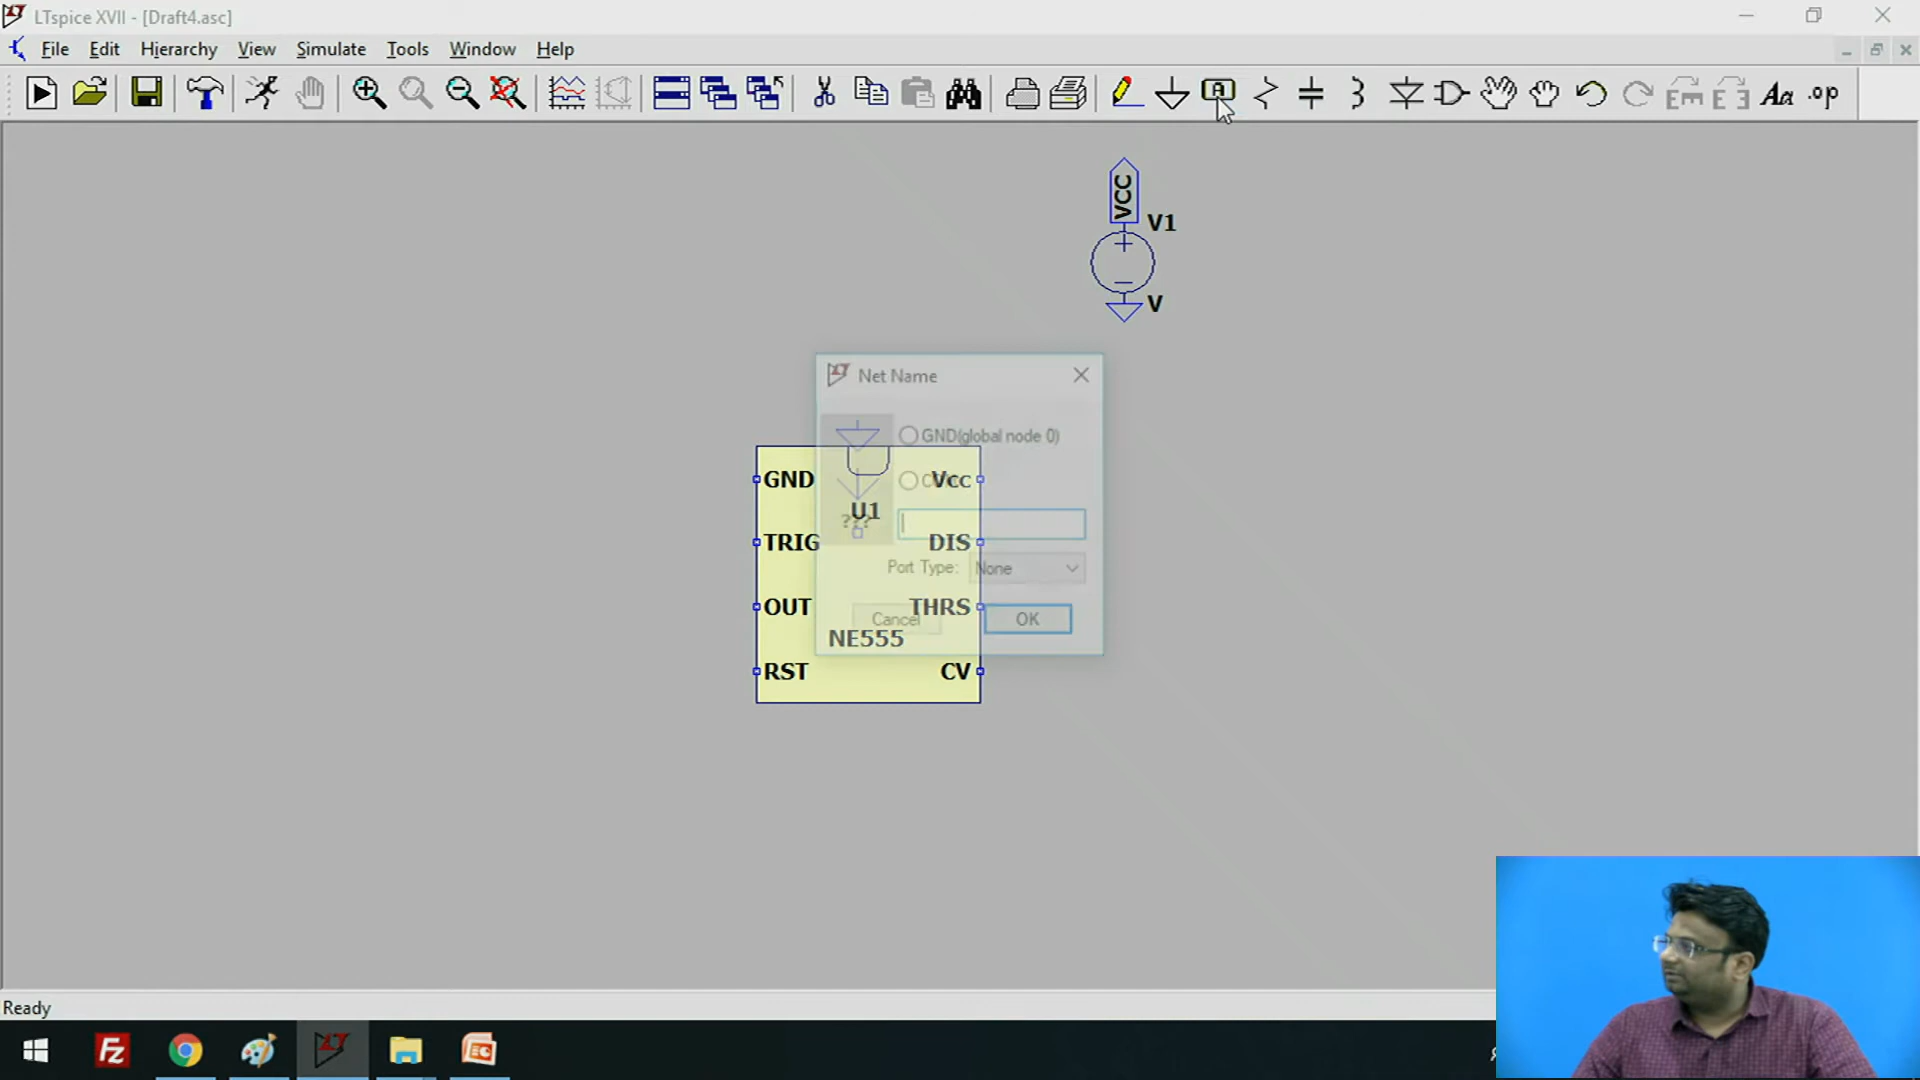 LTspice XVII - [Draft4.asc]
File Edit Hierarchy View Simulate Tools Window Help
A Aa .op
VCC
V1
V
Net Name
GND(global node 0)
GND Vcc
U1
???
TRIG DIS
Port Type: None
OUT THRS
Cancel OK
NE555
RST CV
Ready
Fz